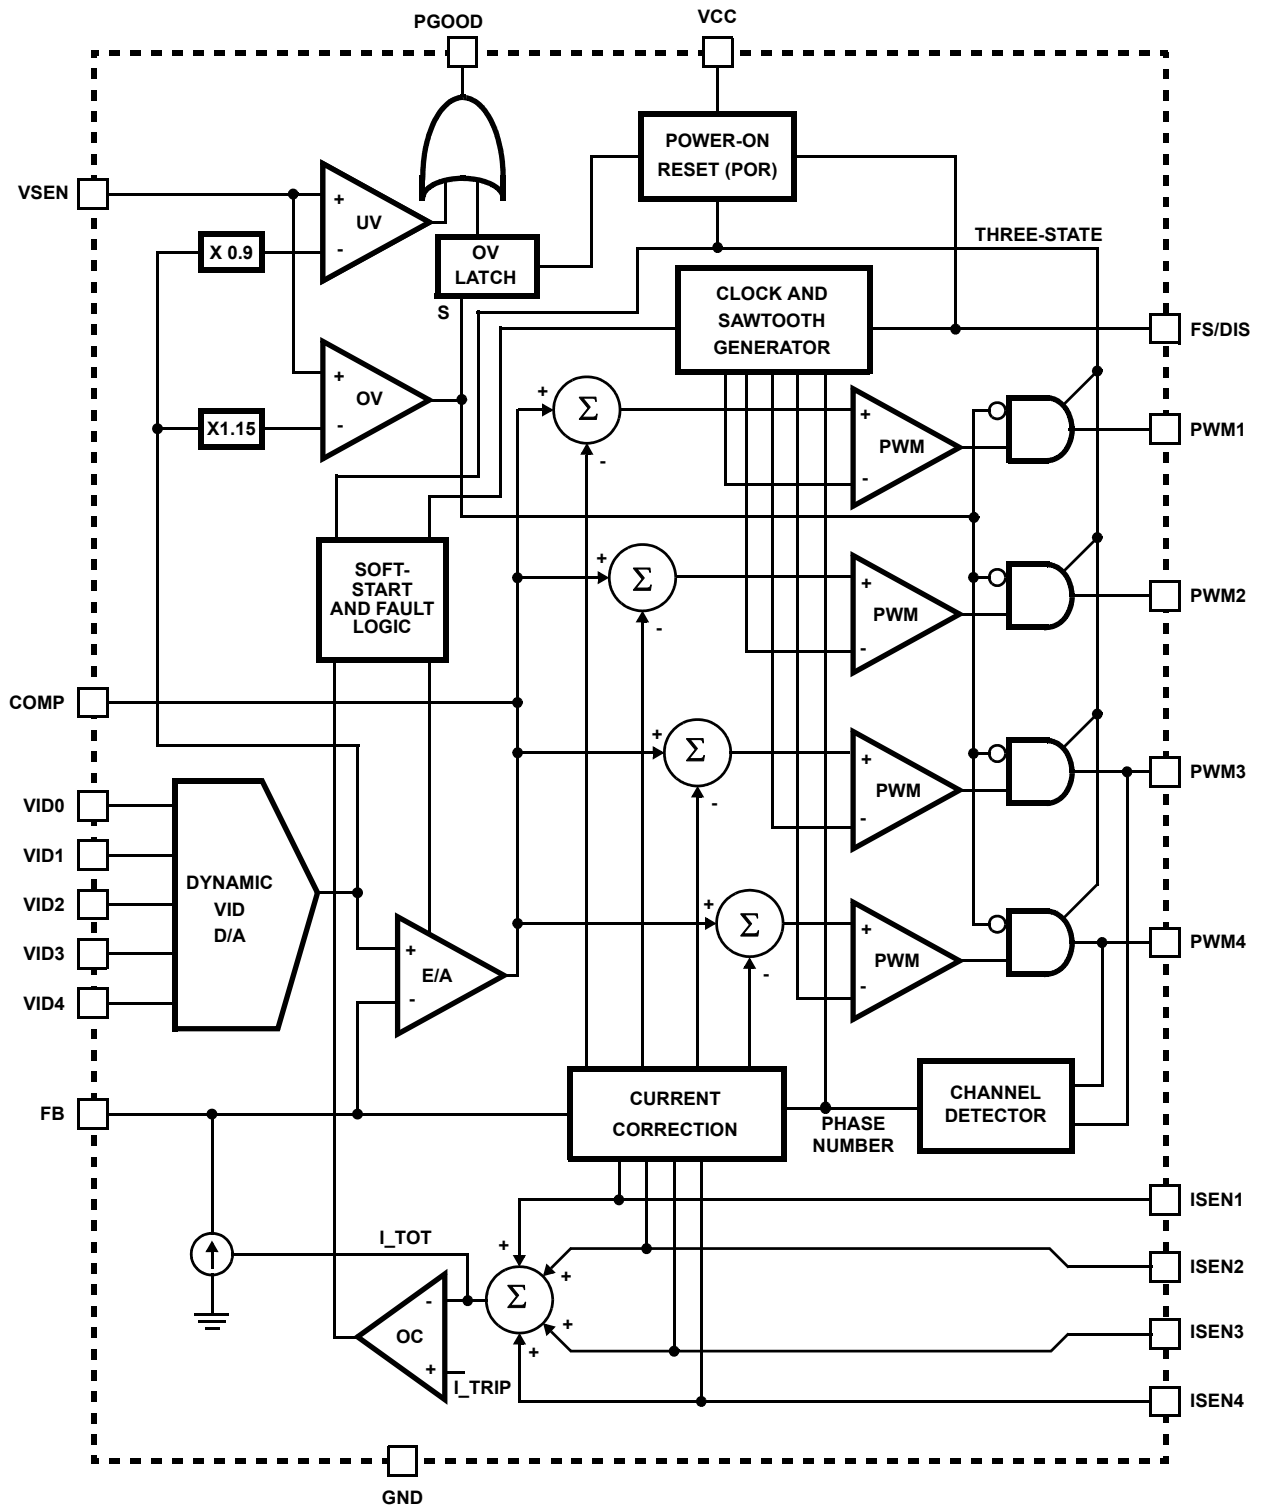 PGOOD
VCC
POWER-ON
RESET (POR)
VSEN
+
UV
-
X 0.9
OV
LATCH
S
THREE-STATE
CLOCK AND
SAWTOOTH
GENERATOR
FS/DIS
+
OV
-
X1.15
+
Σ
-
+
PWM
-
PWM1
SOFT-
START
AND FAULT
LOGIC
+
Σ
-
+
PWM
-
PWM2
COMP
+
Σ
-
+
PWM
-
PWM3
VID0
VID1
VID2
VID3
VID4
DYNAMIC
VID
D/A
+
E/A
-
+
Σ
-
+
PWM
-
PWM4
FB
CURRENT
CORRECTION
PHASE
NUMBER
CHANNEL
DETECTOR
ISEN1
I_TOT
+
+
ISEN2
Σ
-
OC
+
I_TRIP
+
+
ISEN3
ISEN4
GND